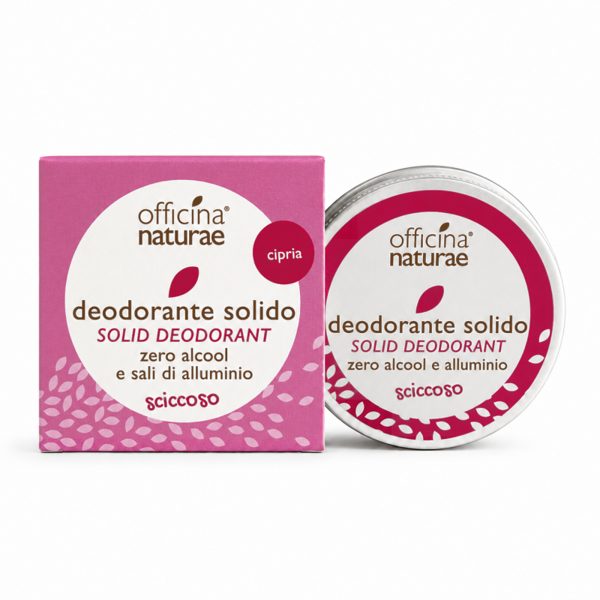 officina®
naturae
cipria
deodorante solido
SOLID DEODORANT
zero alcool
e sali di alluminio
sciccoso
officina®
naturae
deodorante solido
SOLID DEODORANT
zero alcool e alluminio
sciccoso